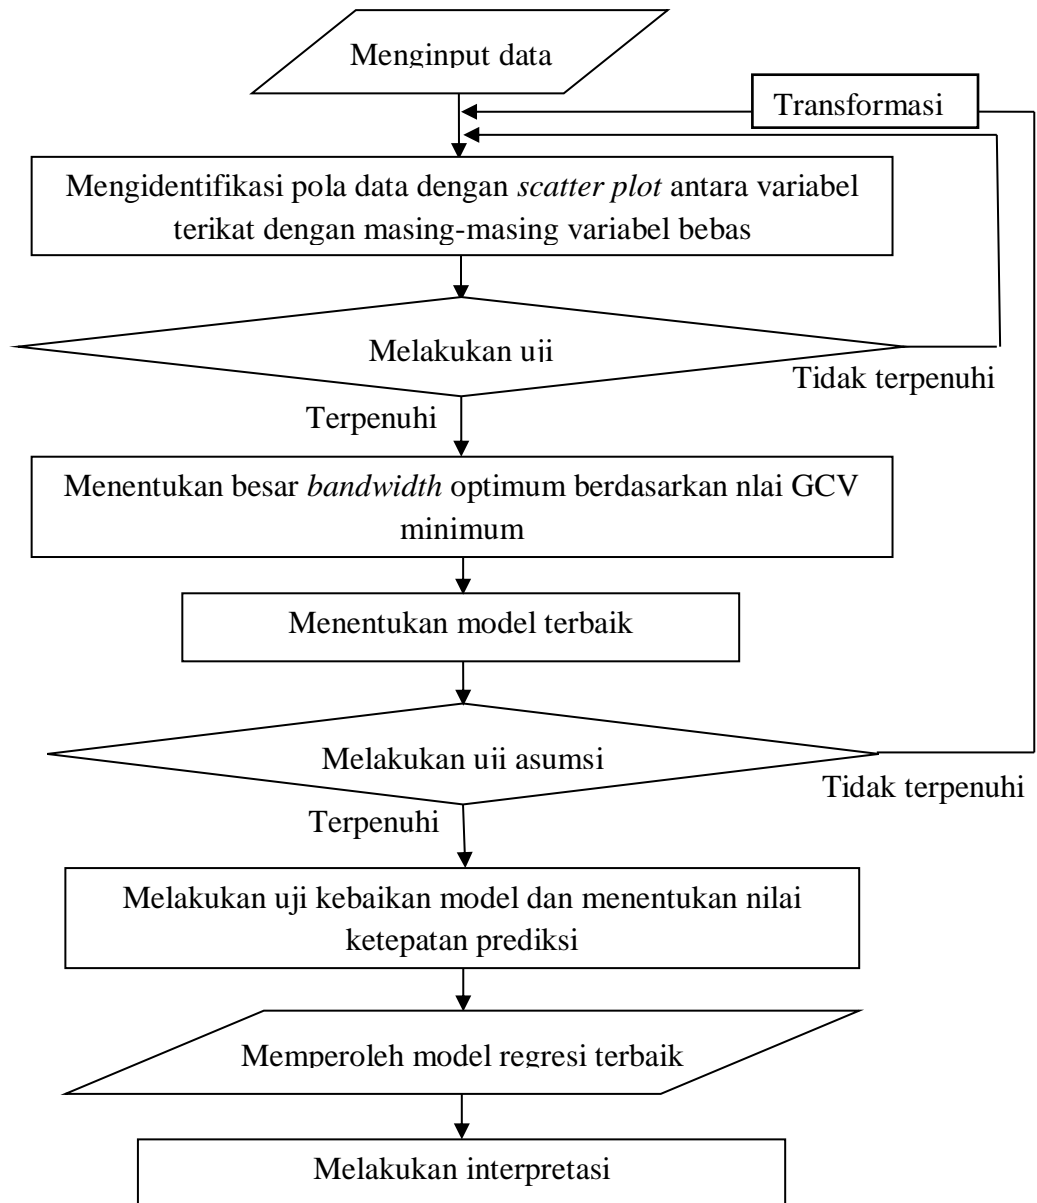 Menginput data
Transformasi
Mengidentifikasi pola data dengan scatter plot antara variabel
terikat dengan masing-masing variabel bebas
Melakukan uji
Tidak terpenuhi
Terpenuhi
Menentukan besar bandwidth optimum berdasarkan nlai GCV
minimum
Menentukan model terbaik
Melakukan uji asumsi
Tidak terpenuhi
Terpenuhi
Melakukan uji kebaikan model dan menentukan nilai
ketepatan prediksi
Memperoleh model regresi terbaik
Melakukan interpretasi